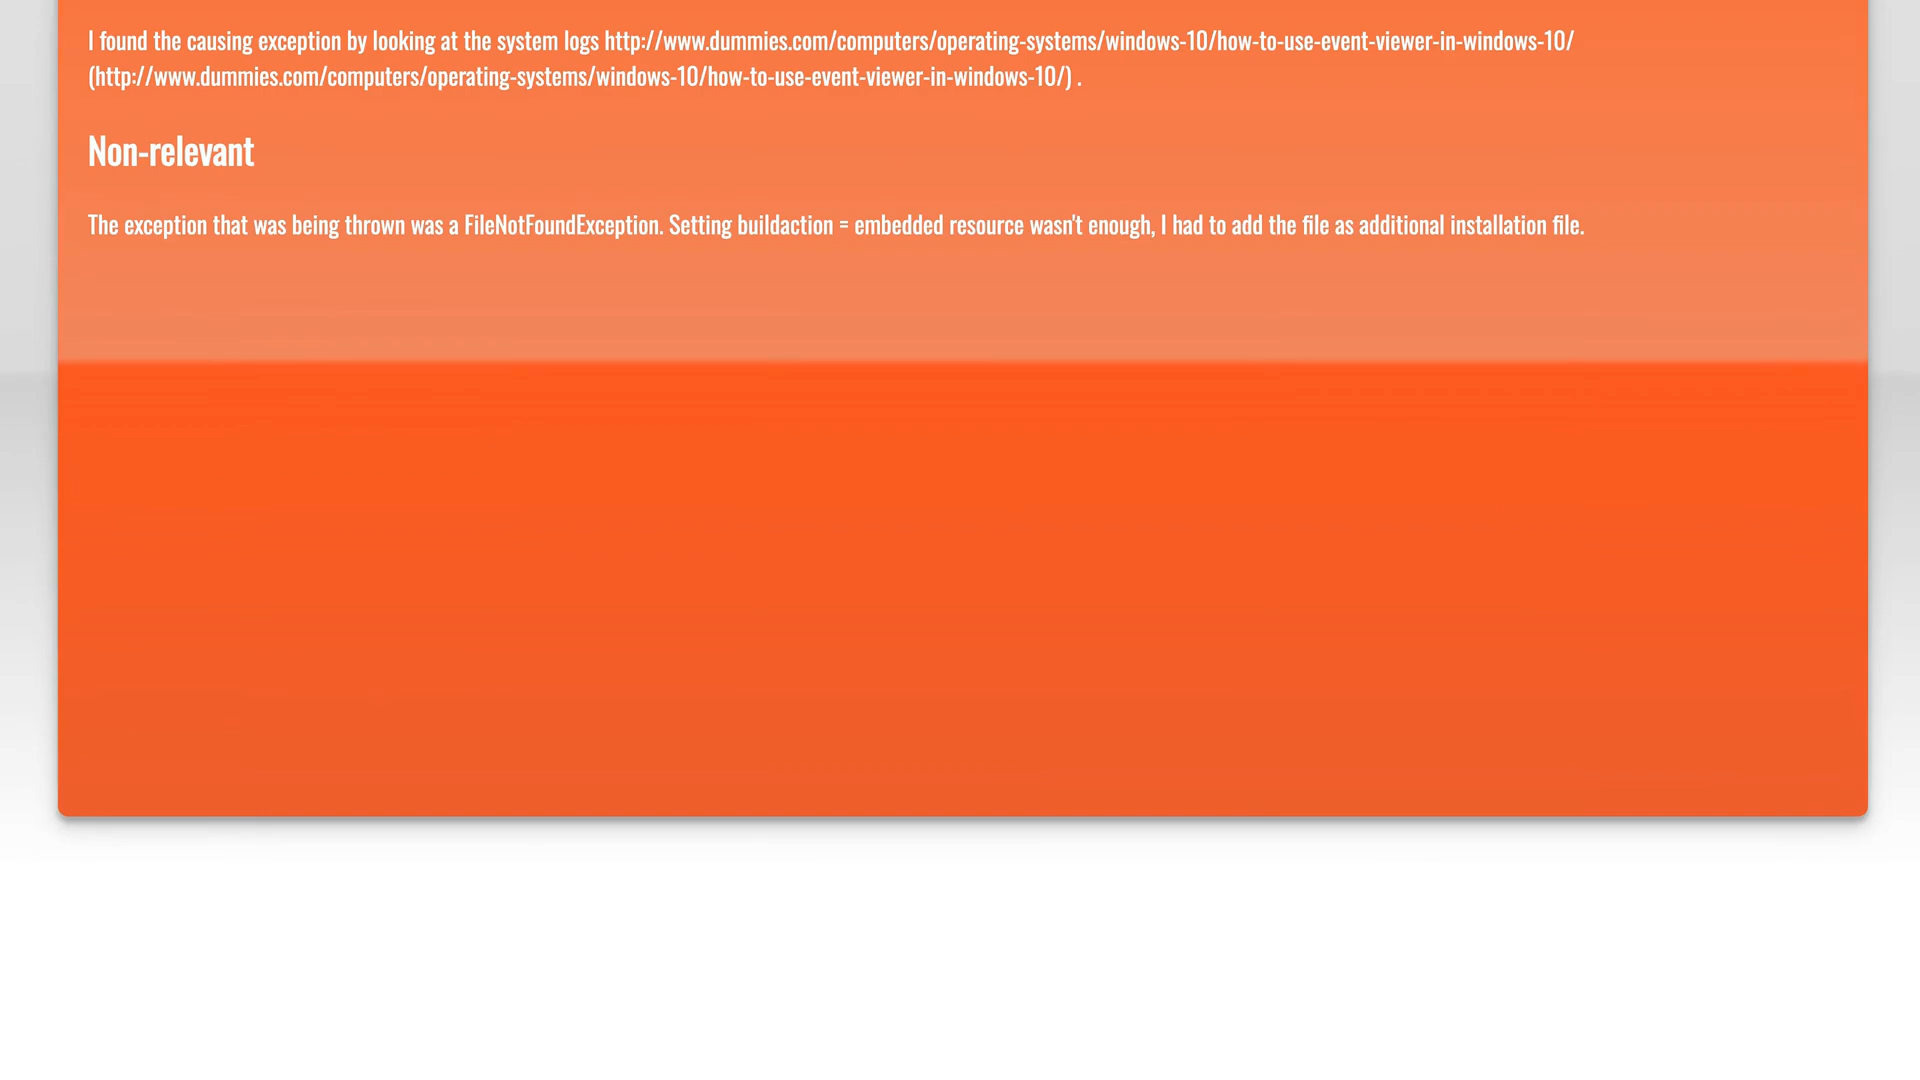 I found the causing exception by looking at the system logs http://www.dummies.com/computers/operating-systems/windows-10/how-to-use-event-viewer-in-windows-10/
(http://www.dummies.com/computers/operating-systems/windows-10/how-to-use-event-viewer-in-windows-10/) .
Non-relevant
The exception that was being thrown was a FileNotFoundException. Setting buildaction = embedded resource wasn't enough, I had to add the file as additional installation file.